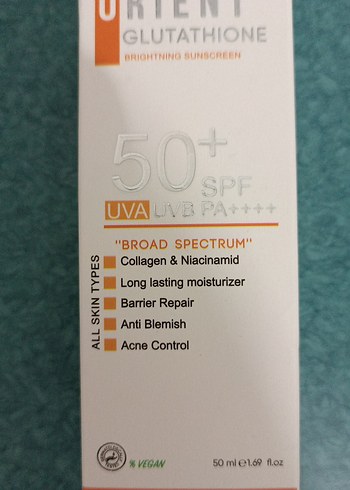 ORIENT
GLUTATHIONE
BRIGHTNING SUNSCREEN
50+
SPF
UVA UVB PA++++
"BROAD SPECTRUM"
ALL SKIN TYPES
Collagen & Niacinamid
Long lasting moisturizer
Barrier Repair
Anti Blemish
Acne Control
% VEGAN
50 ml e 1.69 fl.oz